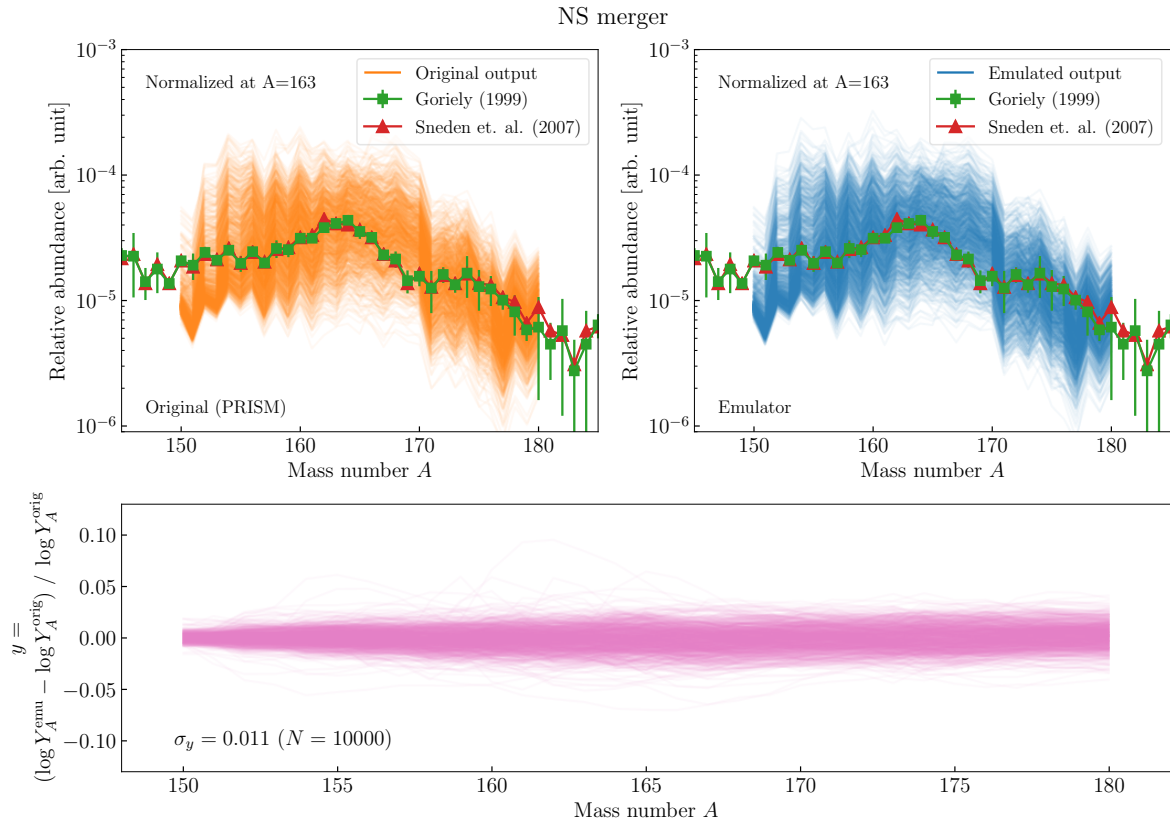 NS merger
Relative abundance [arb. unit]
10⁻³
10⁻⁴
10⁻⁵
10⁻⁶
Normalized at A=163
Original output
Goriely (1999)
Sneden et. al. (2007)
Original (PRISM)
150 160 170 180
Mass number A
Relative abundance [arb. unit]
10⁻³
10⁻⁴
10⁻⁵
10⁻⁶
Normalized at A=163
Emulated output
Goriely (1999)
Sneden et. al. (2007)
Emulator
150 160 170 180
Mass number A
y =
(log Y_A^emu − log Y_A^orig) / log Y_A^orig
0.10
0.05
0.00
−0.05
−0.10
σ_y = 0.011 (N = 10000)
150 155 160 165 170 175 180
Mass number A